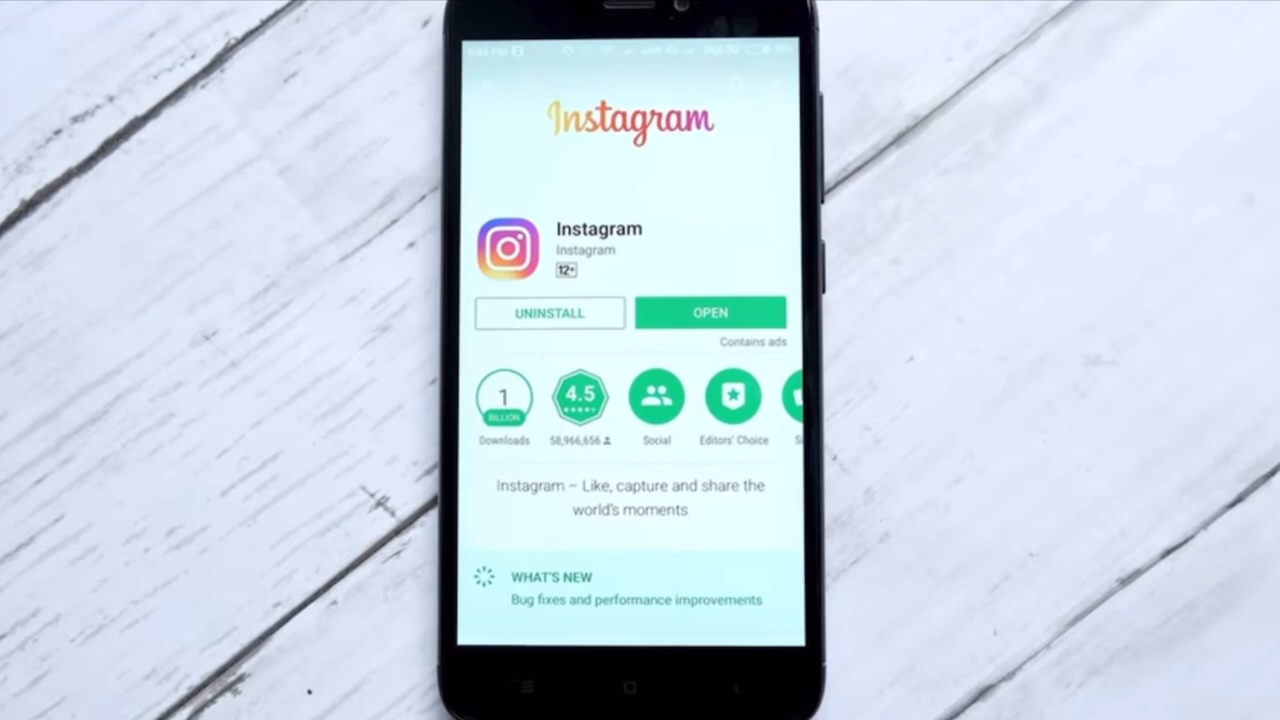 Instagram
Instagram
Instagram
12+
UNINSTALL OPEN
Contains ads
1 4.5
BILLION
Downloads 58,966,656 Social Editors' Choice S
Instagram – Like, capture and share the
world's moments
WHAT'S NEW
Bug fixes and performance improvements